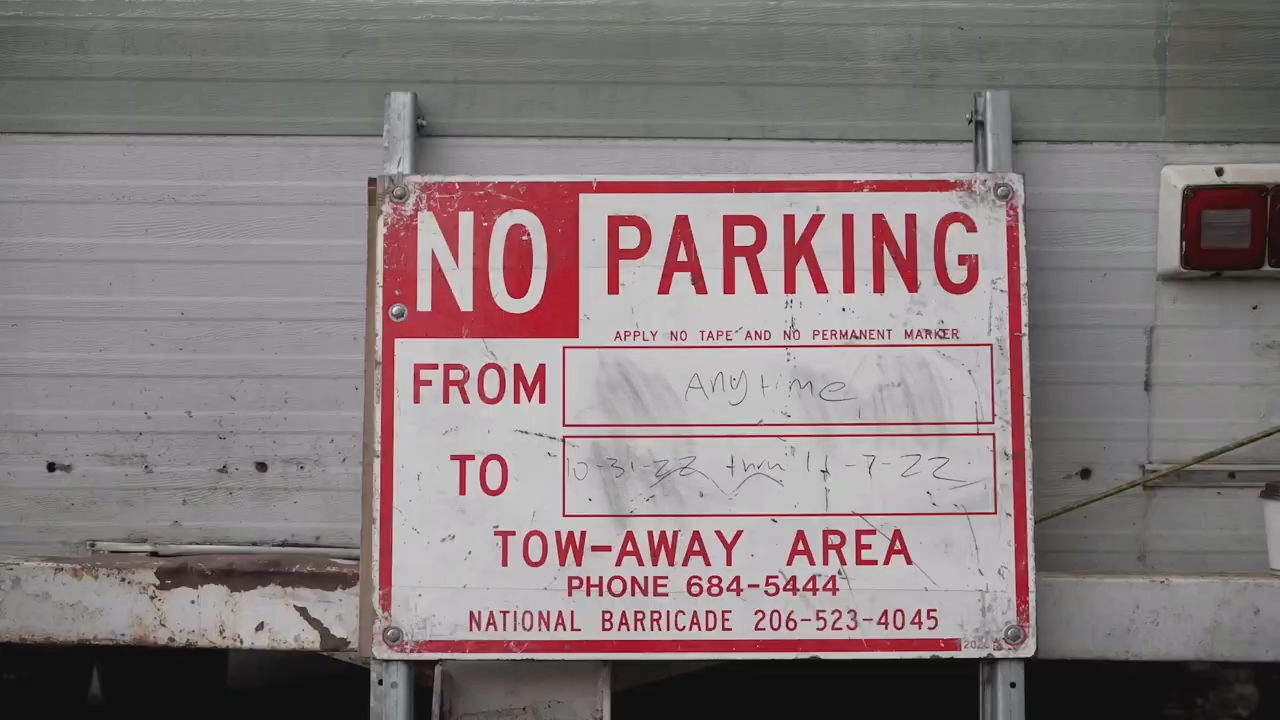 NO PARKING
APPLY NO TAPE AND NO PERMANENT MARKER
FROM Anytime
TO 10-31-22 thru 11-7-22
TOW-AWAY AREA
PHONE 684-5444
NATIONAL BARRICADE 206-523-4045